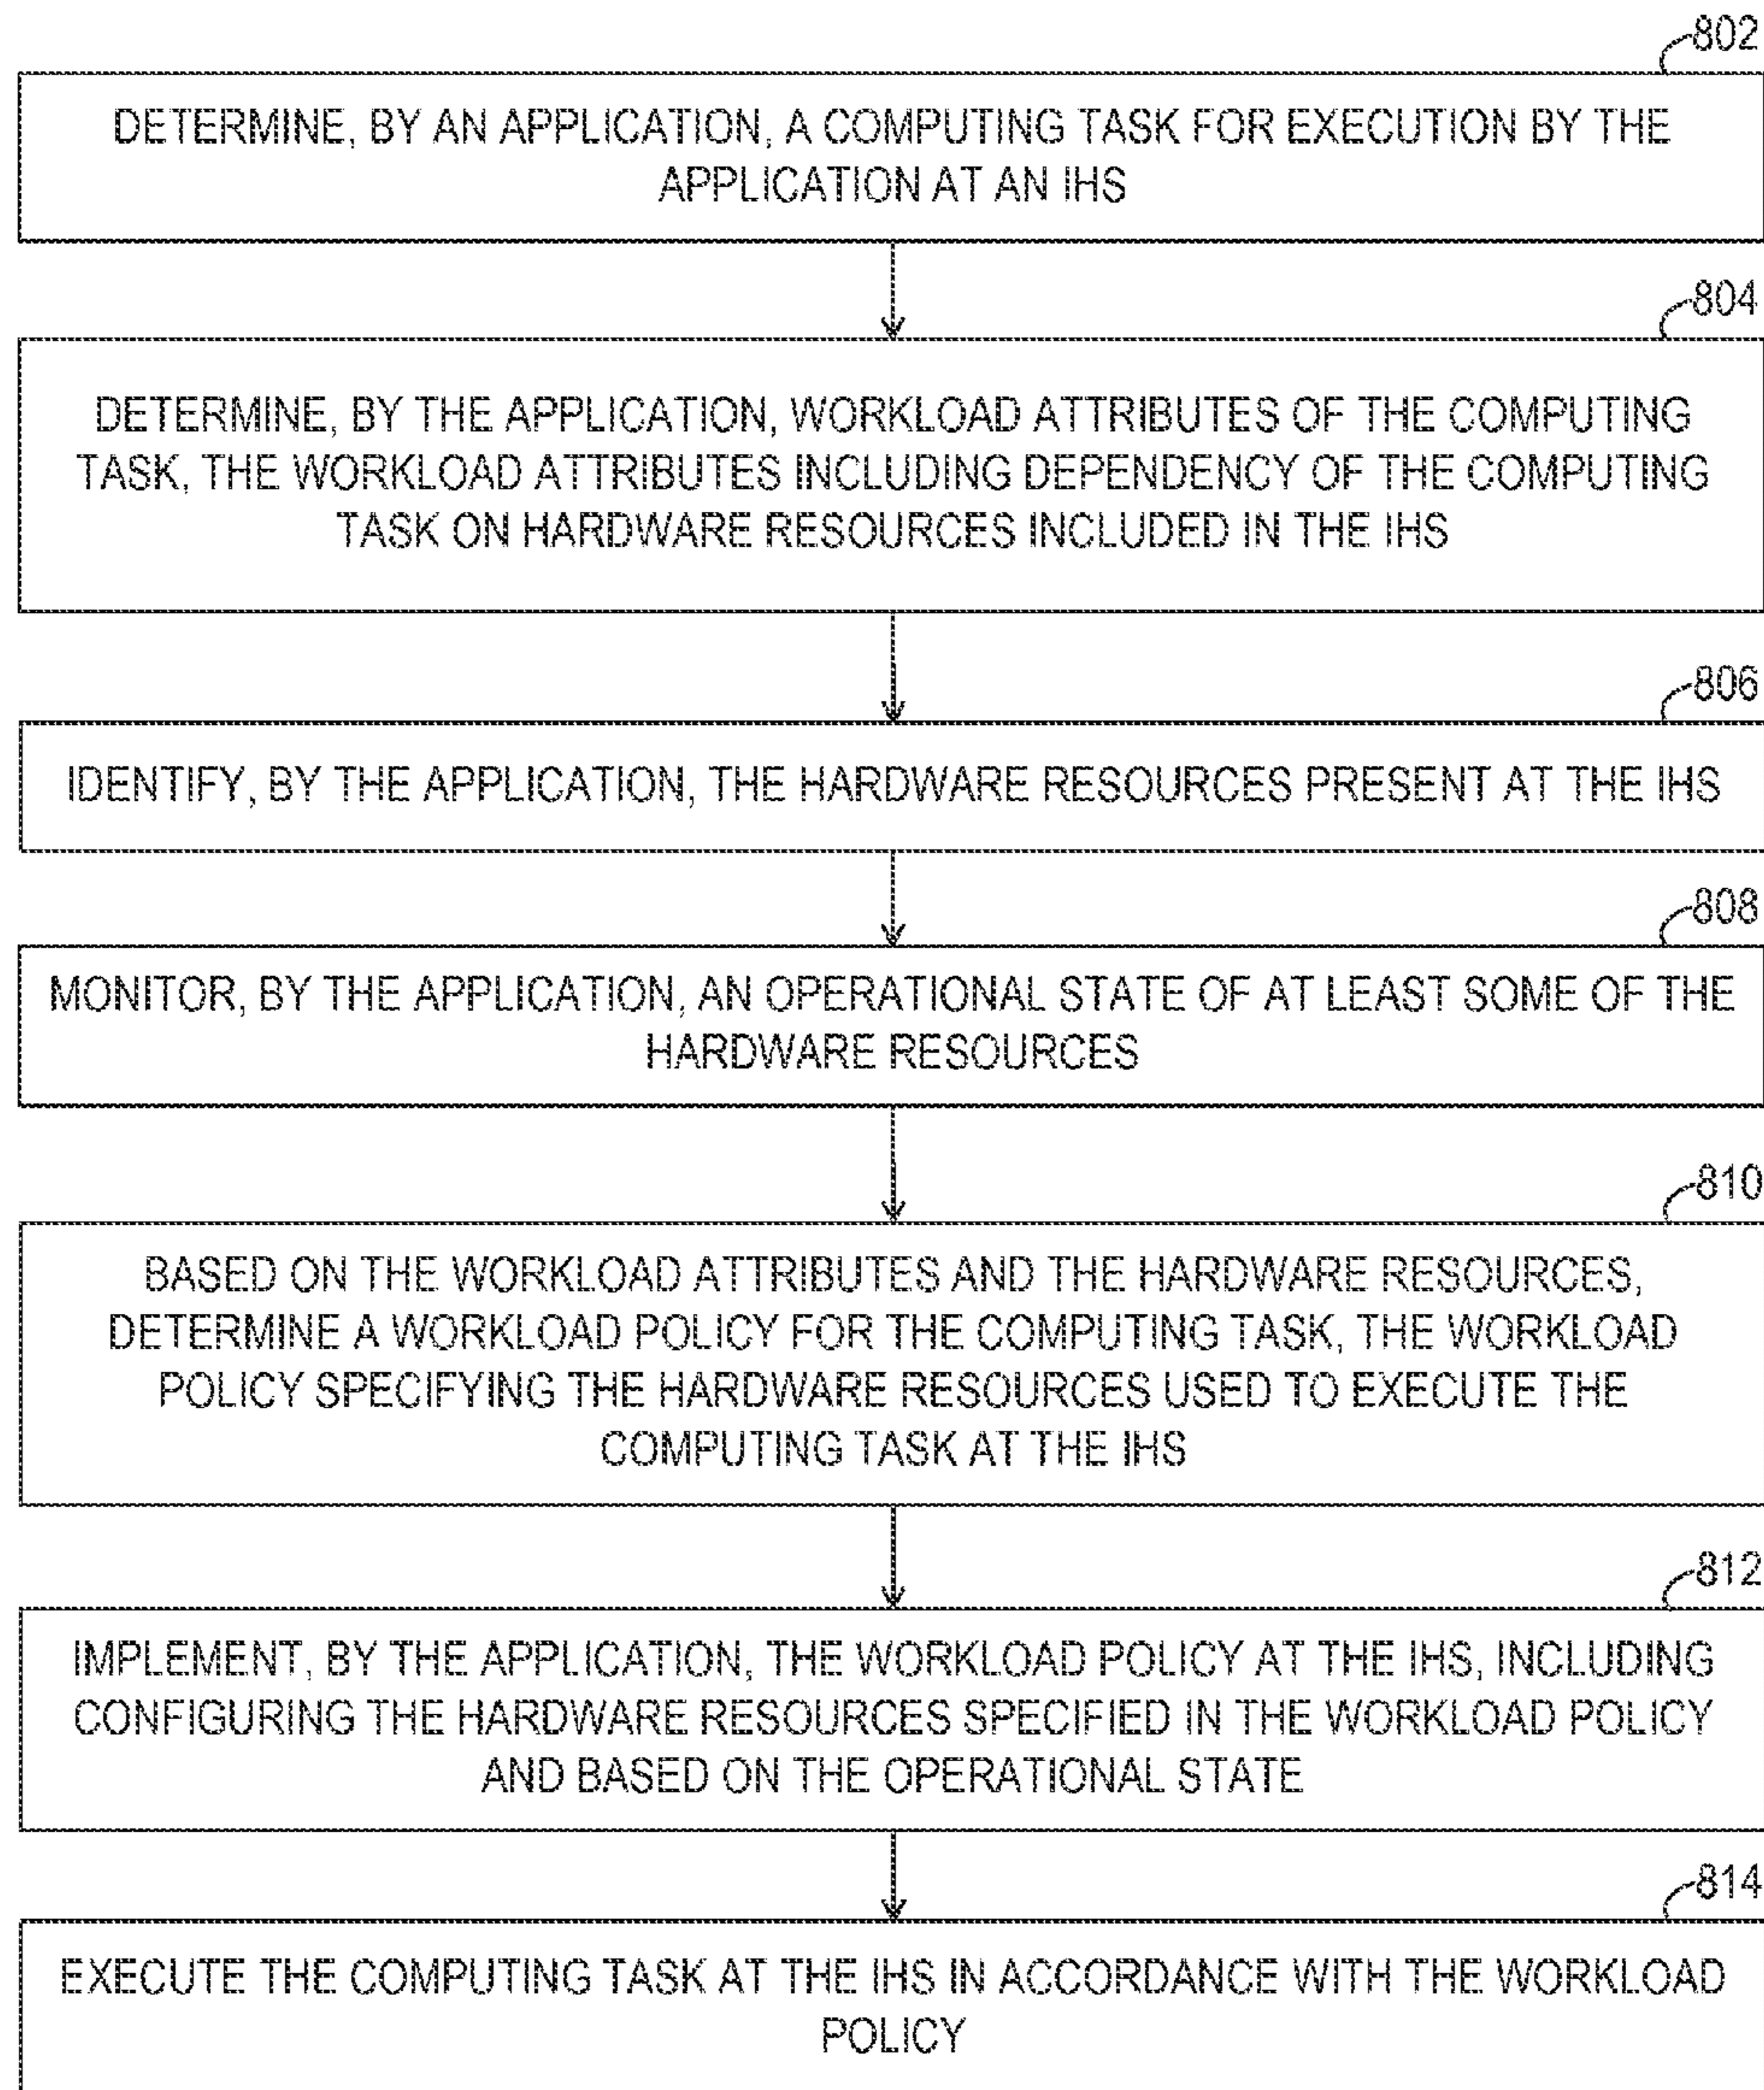 802
DETERMINE, BY AN APPLICATION, A COMPUTING TASK FOR EXECUTION BY THE
APPLICATION AT AN IHS
804
DETERMINE, BY THE APPLICATION, WORKLOAD ATTRIBUTES OF THE COMPUTING
TASK, THE WORKLOAD ATTRIBUTES INCLUDING DEPENDENCY OF THE COMPUTING
TASK ON HARDWARE RESOURCES INCLUDED IN THE IHS
806
IDENTIFY, BY THE APPLICATION, THE HARDWARE RESOURCES PRESENT AT THE IHS
808
MONITOR, BY THE APPLICATION, AN OPERATIONAL STATE OF AT LEAST SOME OF THE
HARDWARE RESOURCES
810
BASED ON THE WORKLOAD ATTRIBUTES AND THE HARDWARE RESOURCES,
DETERMINE A WORKLOAD POLICY FOR THE COMPUTING TASK, THE WORKLOAD
POLICY SPECIFYING THE HARDWARE RESOURCES USED TO EXECUTE THE
COMPUTING TASK AT THE IHS
812
IMPLEMENT, BY THE APPLICATION, THE WORKLOAD POLICY AT THE IHS, INCLUDING
CONFIGURING THE HARDWARE RESOURCES SPECIFIED IN THE WORKLOAD POLICY
AND BASED ON THE OPERATIONAL STATE
814
EXECUTE THE COMPUTING TASK AT THE IHS IN ACCORDANCE WITH THE WORKLOAD
POLICY